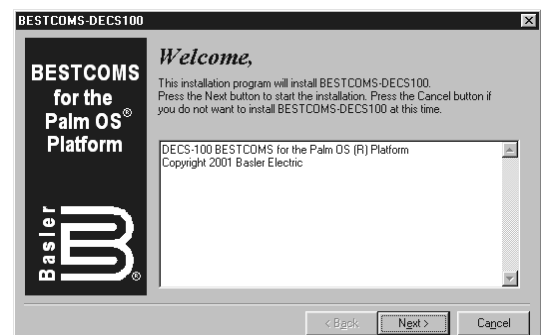 BESTCOMS-DECS100
BESTCOMS
for the
Palm OS®
Platform
Basler
B®
Welcome,
This installation program will install BESTCOMS-DECS100.
Press the Next button to start the installation. Press the Cancel button if
you do not want to install BESTCOMS-DECS100 at this time.
DECS-100 BESTCOMS for the Palm OS (R) Platform
Copyright 2001 Basler Electric
< Back
Next >
Cancel